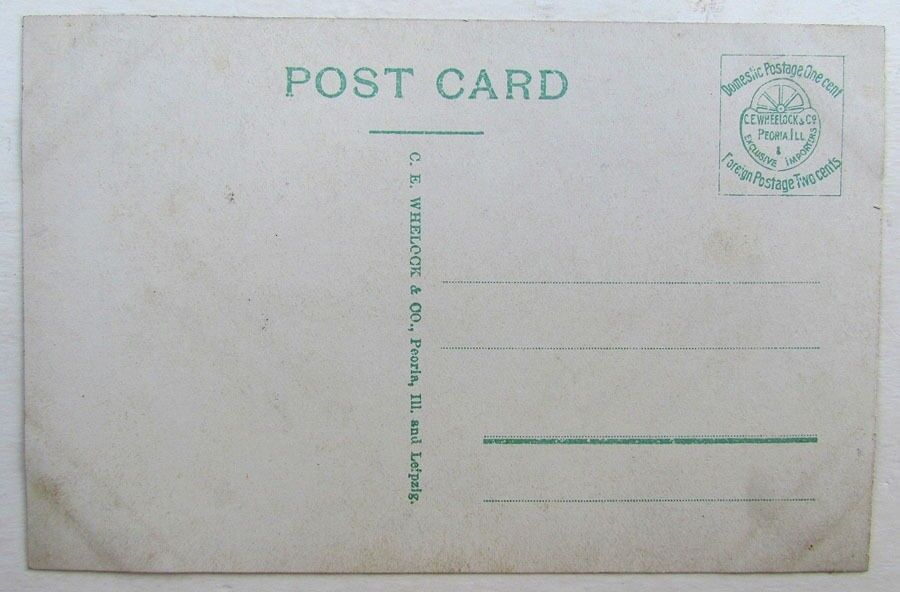 POST CARD
Domestic Postage One cent
C.E. WHEELOCK & Co.
PEORIA, ILL
EXCLUSIVE IMPORTERS
Foreign Postage Two cents
C. E. WHELOCK & CO., Peoria, Ill. and Leipzig.